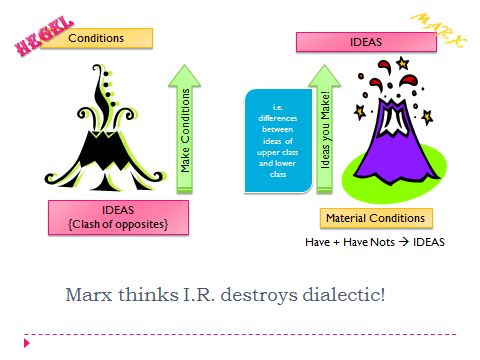 HEGEL
Conditions
Make Conditions
IDEAS
{Clash of opposites}
MARX
IDEAS
i.e.
differences
between
ideas of
upper class
and lower
class
Ideas you Make!
Material Conditions
Have + Have Nots → IDEAS
Marx thinks I.R. destroys dialectic!